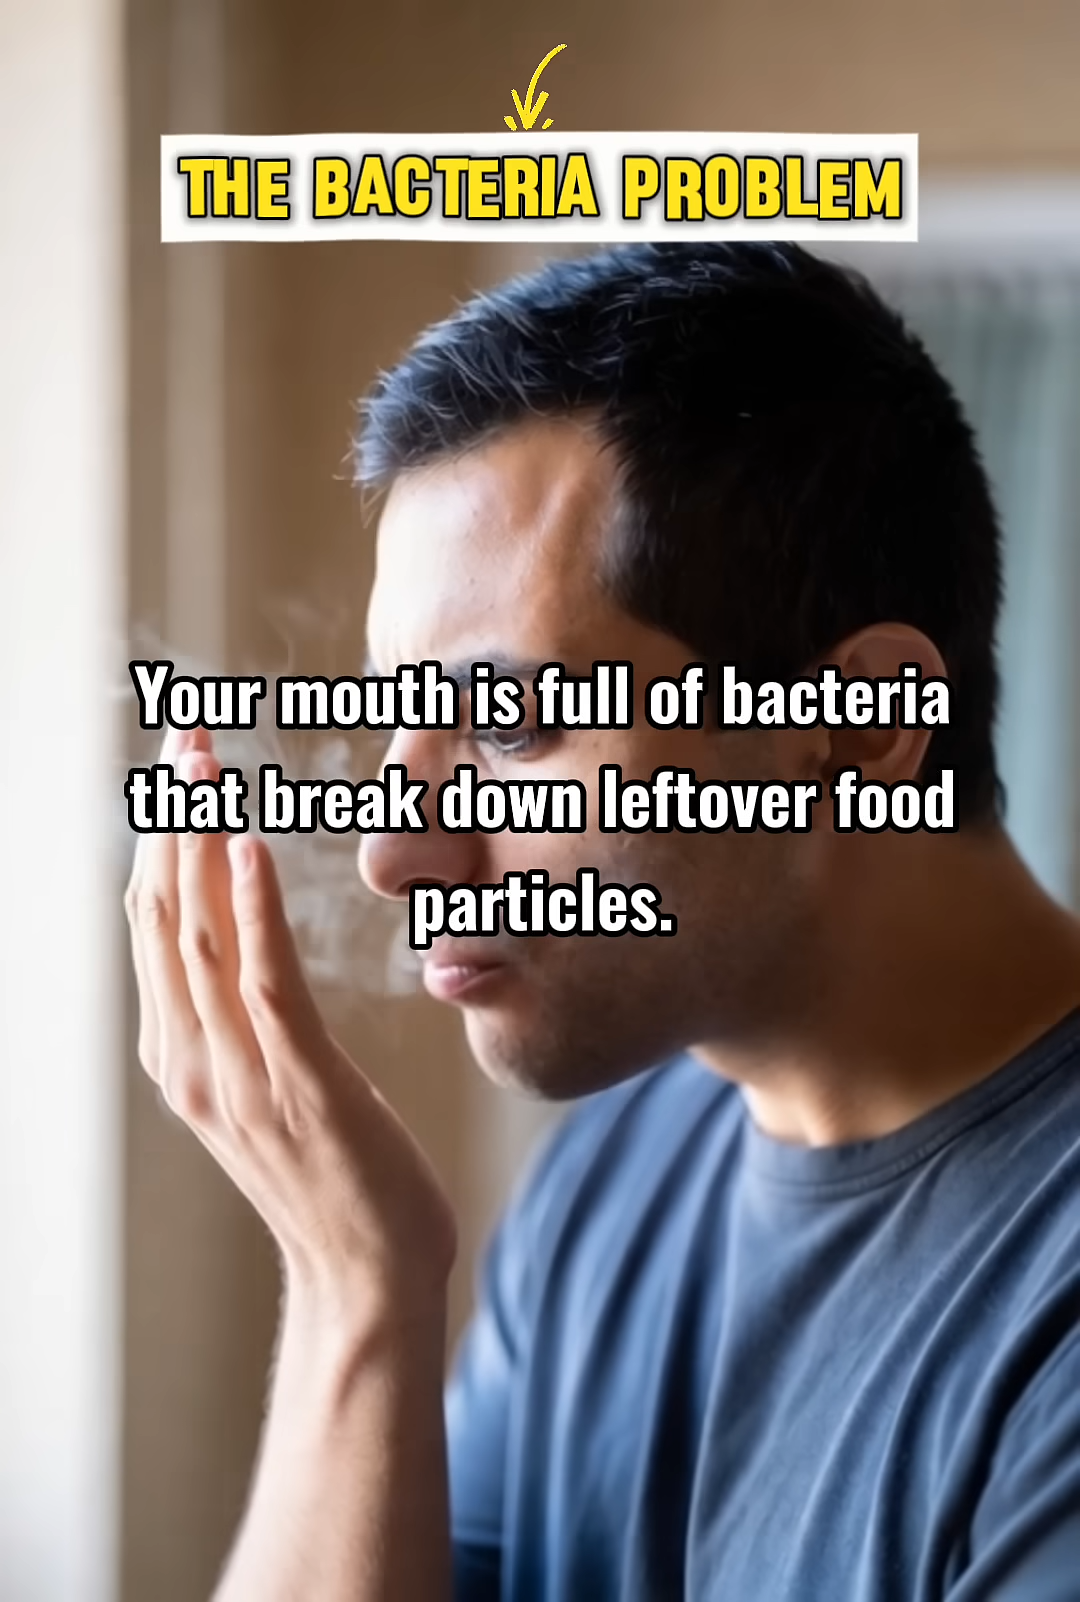 THE BACTERIA PROBLEM
Your mouth is full of bacteria
that break down leftover food
particles.